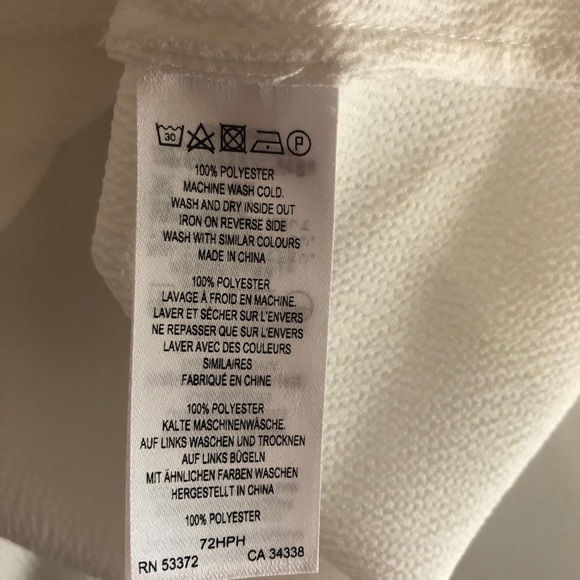 30 P
100% POLYESTER
MACHINE WASH COLD.
WASH AND DRY INSIDE OUT
IRON ON REVERSE SIDE
WASH WITH SIMILAR COLOURS
MADE IN CHINA
100% POLYESTER
LAVAGE À FROID EN MACHINE.
LAVER ET SÉCHER SUR L'ENVERS
NE REPASSER QUE SUR L'ENVERS
LAVER AVEC DES COULEURS
SIMILAIRES
FABRIQUÉ EN CHINE
100% POLYESTER
KALTE MASCHINENWÄSCHE.
AUF LINKS WASCHEN UND TROCKNEN
AUF LINKS BÜGELN
MIT ÄHNLICHEN FARBEN WASCHEN
HERGESTELLT IN CHINA
100% POLYESTER
72HPH
RN 53372 CA 34338